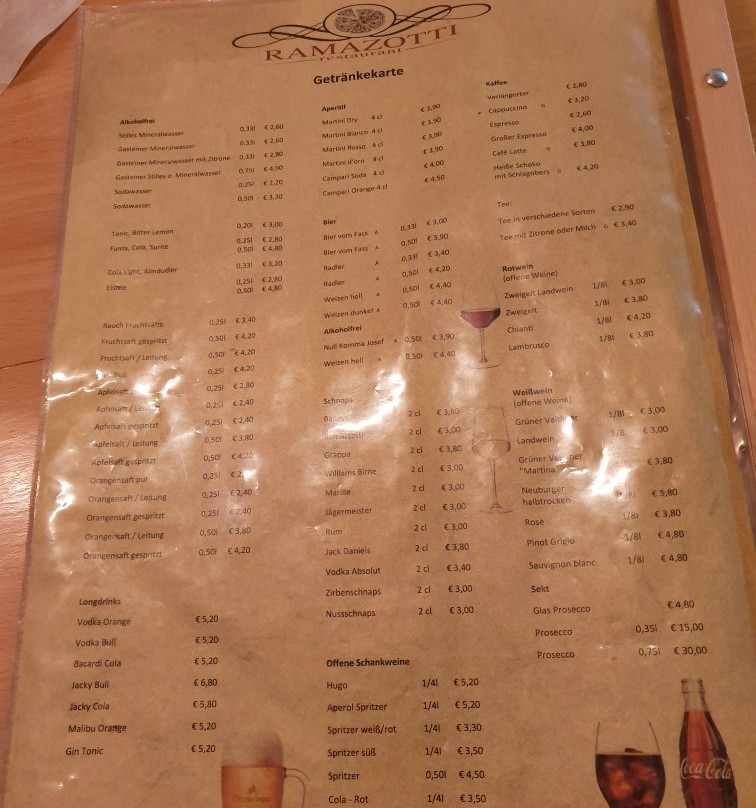 RAMAZOTTI
restaurant
Getränkekarte
Alkoholfrei
Stilles Mineralwasser 0,33l € 2,60
Gasteiner Mineralwasser 0,33l € 2,60
Gasteiner Mineralwasser mit Zitrone 0,33l € 2,80
Gasteiner Stilles o. Mineralwasser 0,75l € 4,90
Sodawasser 0,25l € 2,20
Sodawasser 0,50l € 3,20
Tonic, Bitter Lemon 0,20l € 3,00
Fanta, Cola, Sprite 0,25l € 2,80
0,50l € 4,80
Cola Light, Almdudler 0,33l € 3,20
Eistee 0,25l € 2,80
0,50l € 4,80
Rauch Fruchtsäfte 0,25l € 3,40
Fruchtsaft gespritzt 0,50l € 4,20
Fruchtsaft / Leitung 0,50l € 4,20
0,25l € 4,20
Apfelsaft 0,25l € 2,80
Apfelsaft / 0,25l € 2,40
Apfelsaft gespritzt 0,25l € 2,40
Apfelsaft / Leitung 0,50l € 3,80
Apfelsaft gespritzt 0,50l € 4,20
Orangensaft pur 0,25l
Orangensaft / Leitung 0,25l € 2,40
Orangensaft gespritzt 0,25l € 2,40
Orangensaft / Leitung 0,50l € 3,80
Orangensaft gespritzt 0,50l € 4,20
Longdrinks
Vodka Orange € 5,20
Vodka Bull € 5,20
Bacardi Cola € 5,20
Jacky Bull € 6,80
Jacky Cola € 5,80
Malibu Orange € 5,20
Gin Tonic € 5,20
Aperitif
Martini Dry 4 cl € 3,90
Martini Bianco 4 cl € 3,90
Martini Rosso 4 cl € 3,90
Martini d'oro 4 cl € 3,90
Campari Soda 4 cl € 4,00
Campari Orange 4 cl € 4,50
Bier
Bier vom Fass A 0,33l € 3,00
Bier vom Fass A 0,50l € 3,90
Radler A 0,33l € 3,40
Radler A 0,50l € 4,20
Weizen hell A 0,50l € 4,40
Weizen dunkel A 0,50l € 4,40
Alkoholfrei
Null Komma Josef A 0,50l € 3,90
Weizen hell A 0,50l € 4,40
Schnaps
2 cl € 3,80
Ramazzotti 2 cl € 3,00
Grappa 2 cl € 3,80
Williams Birne 2 cl € 3,00
Marille 2 cl € 3,00
Jägermeister 2 cl € 3,00
Rum 2 cl € 3,00
Jack Daniels 2 cl € 3,80
Vodka Absolut 2 cl € 3,40
Zirbenschnaps 2 cl € 3,00
Nussschnaps 2 cl € 3,00
Offene Schankweine
Hugo 1/4l € 5,20
Aperol Spritzer 1/4l € 5,20
Spritzer weiß/rot 1/4l € 3,30
Spritzer süß 1/4l € 3,50
Spritzer 0,50l € 4,50
Cola - Rot 1/4l € 3,50
Kaffee
Verlängerter € 2,80
Cappuccino G € 3,20
Espresso € 2,60
Großer Espresso € 4,00
Café Latte G € 3,80
Heiße Schoko
mit Schlagobers G € 4,20
Tee:
Tee in verschiedene Sorten € 2,90
Tee mit Zitrone oder Milch G € 3,40
Rotwein
(offene Weine)
Zweigelt Landwein 1/8l € 3,00
Zweigelt 1/8l € 3,80
Chianti 1/8l € 4,20
Lambrusco 1/8l € 3,80
Weißwein
(offene Weine)
Grüner Veltliner 1/8l € 3,00
Landwein 1/8l € 3,00
Grüner Veltliner
"Martina € 3,80
Neuburger
halbtrocken € 3,80
Rose 1/8l € 3,80
Pinot Grigio 1/8l € 4,80
Sauvignon blanc 1/8l € 4,80
Sekt
Glas Prosecco € 4,80
Prosecco 0,35l € 15,00
Prosecco 0,75l € 30,00
Coca-Cola